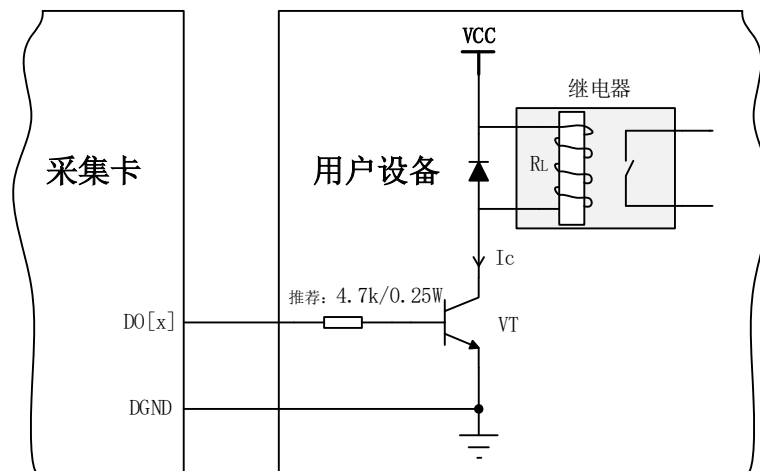 VCC
继电器
采集卡
用户设备
RL
Ic
推荐：4.7k/0.25W
DO[x]
VT
DGND